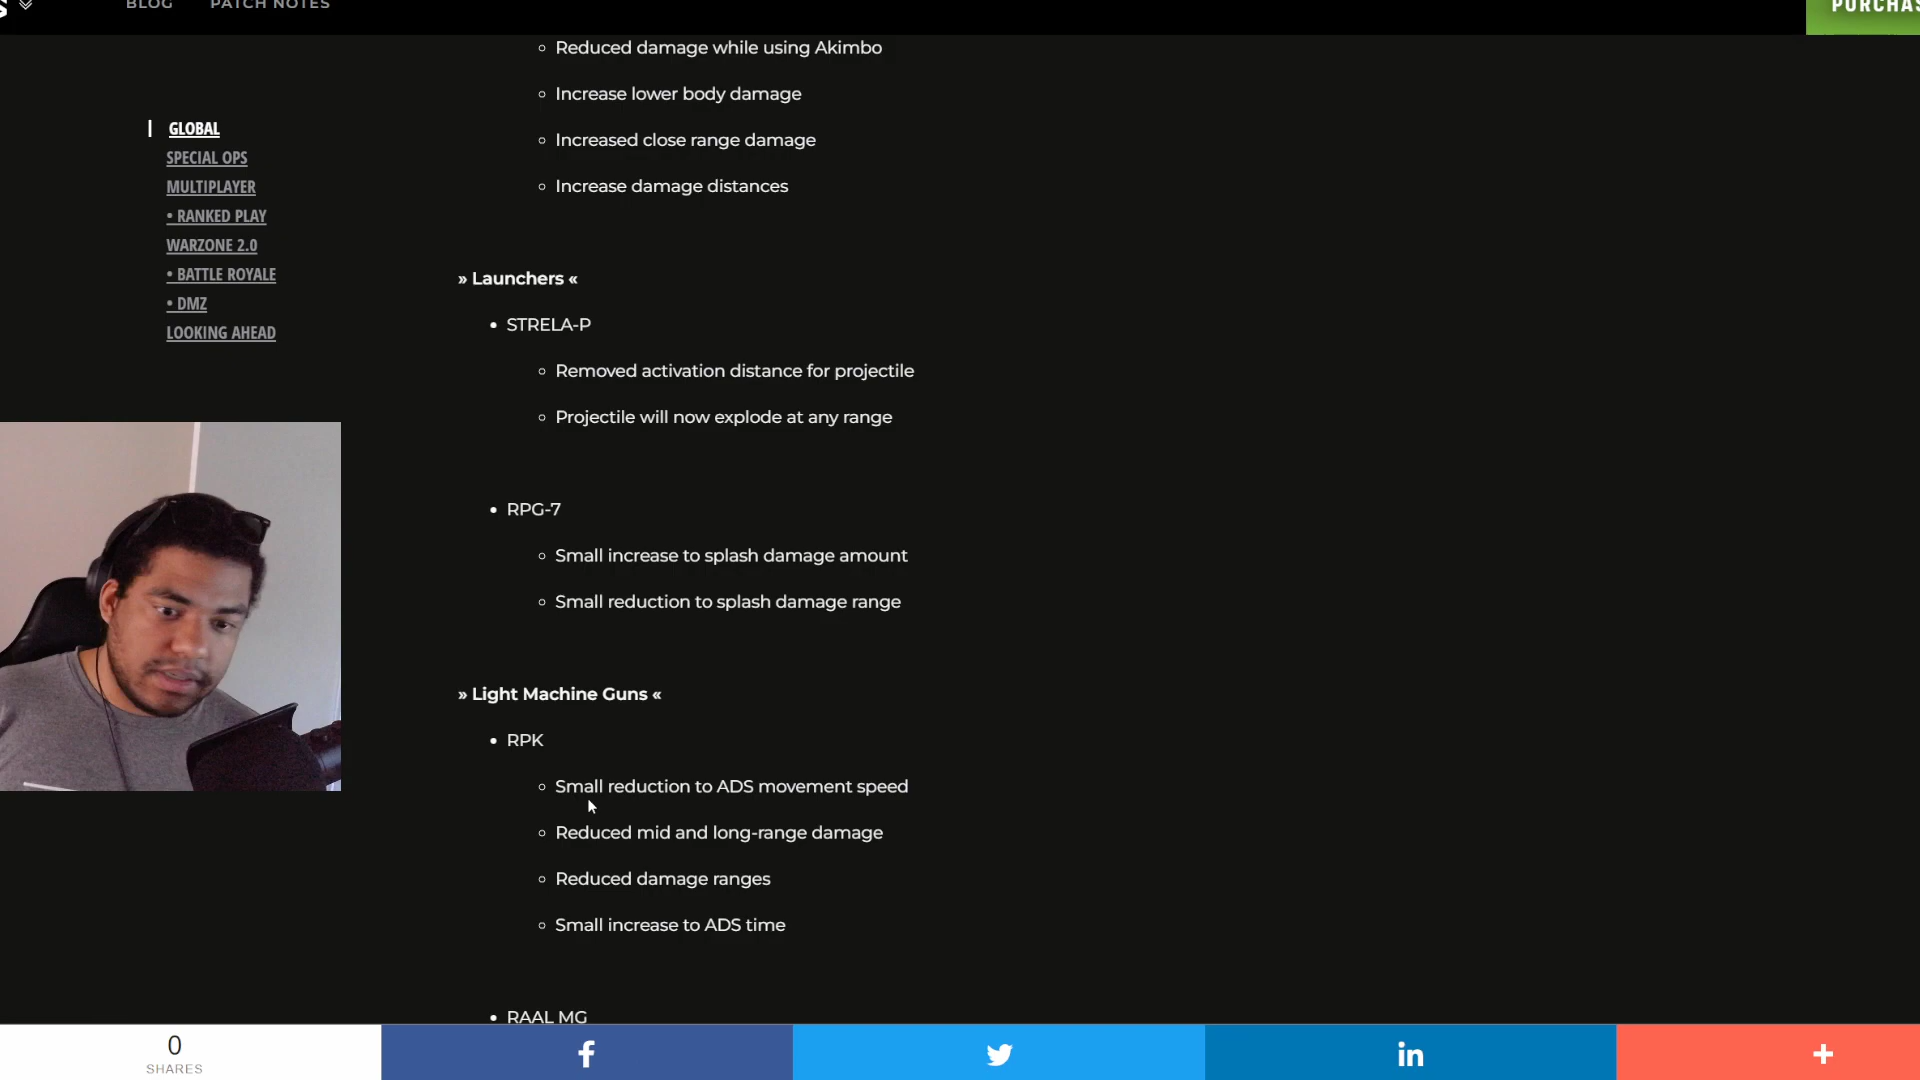 BLOG
PATCH NOTES
Reduced damage while using Akimbo
Increase lower body damage
Increased close range damage
Increase damage distances
GLOBAL
SPECIAL OPS
MULTIPLAYER
• RANKED PLAY
WARZONE 2.0
• BATTLE ROYALE
• DMZ
LOOKING AHEAD
» Launchers «
• STRELA-P
Removed activation distance for projectile
Projectile will now explode at any range
• RPG-7
Small increase to splash damage amount
Small reduction to splash damage range
» Light Machine Guns «
• RPK
Small reduction to ADS movement speed
Reduced mid and long-range damage
Reduced damage ranges
Small increase to ADS time
• RAAL MG
0
SHARES